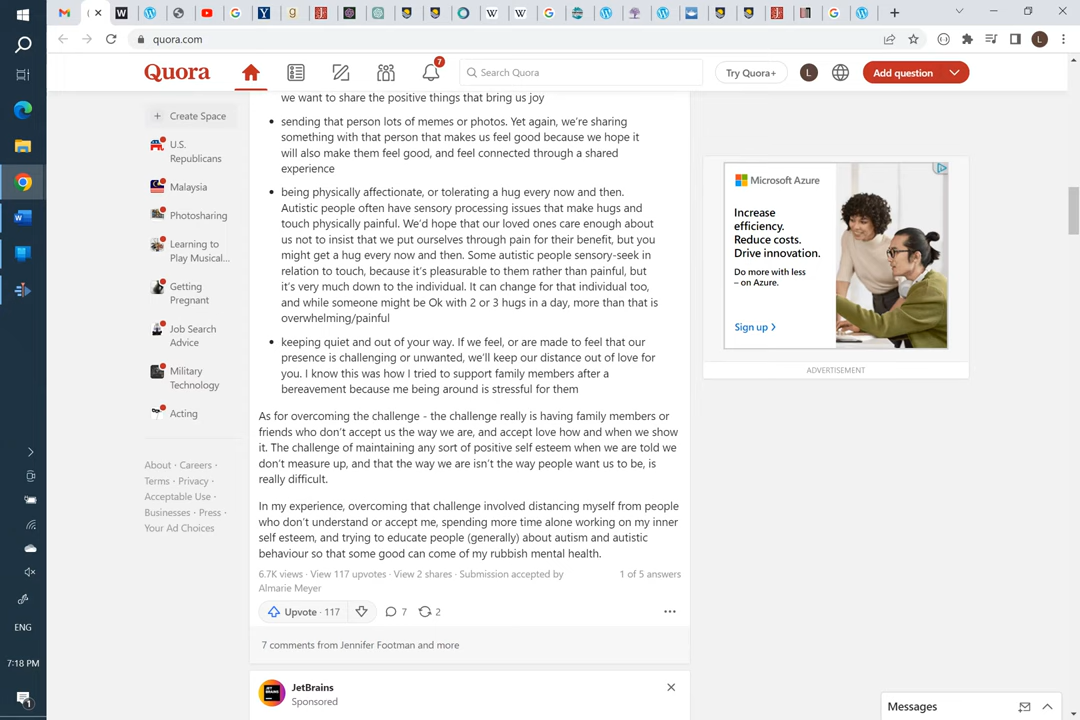 quora.com
Quora
7
Search Quora
Try Quora+
L
Add question
we want to share the positive things that bring us joy
sending that person lots of memes or photos. Yet again, we're sharing
something with that person that makes us feel good because we hope it
will also make them feel good, and feel connected through a shared
experience
being physically affectionate, or tolerating a hug every now and then.
Autistic people often have sensory processing issues that make hugs and
touch physically painful. We'd hope that our loved ones care enough about
us not to insist that we put ourselves through pain for their benefit, but you
might get a hug every now and then. Some autistic people sensory-seek in
relation to touch, because it's pleasurable to them rather than painful, but
it's very much down to the individual. It can change for that individual too,
and while someone might be Ok with 2 or 3 hugs in a day, more than that is
overwhelming/painful
keeping quiet and out of your way. If we feel, or are made to feel that our
presence is challenging or unwanted, we'll keep our distance out of love for
you. I know this was how I tried to support family members after a
bereavement because me being around is stressful for them
As for overcoming the challenge - the challenge really is having family members or
friends who don't accept us the way we are, and accept love how and when we show
it. The challenge of maintaining any sort of positive self esteem when we are told we
don't measure up, and that the way we are isn't the way people want us to be, is
really difficult.
In my experience, overcoming that challenge involved distancing myself from people
who don't understand or accept me, spending more time alone working on my inner
self esteem, and trying to educate people (generally) about autism and autistic
behaviour so that some good can come of my rubbish mental health.
6.7K views · View 117 upvotes · View 2 shares · Submission accepted by
Almarie Meyer
1 of 5 answers
Upvote · 117
7
2
7 comments from Jennifer Footman and more
JetBrains
Sponsored
Create Space
U.S.
Republicans
Malaysia
Photosharing
Learning to
Play Musical...
Getting
Pregnant
Job Search
Advice
Military
Technology
Acting
About · Careers ·
Terms · Privacy ·
Acceptable Use ·
Businesses · Press ·
Your Ad Choices
Microsoft Azure
Increase
efficiency.
Reduce costs.
Drive innovation.
Do more with less
– on Azure.
Sign up
ADVERTISEMENT
Messages
L
ENG
7:18 PM
1